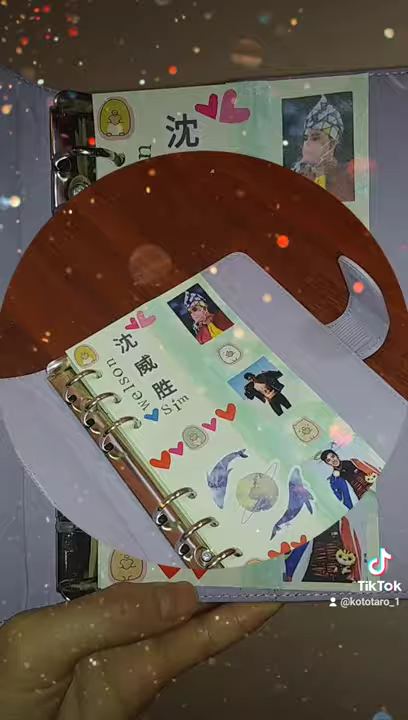 沈
沈
威
胜
welson
Sim
TikTok
@kototaro_1